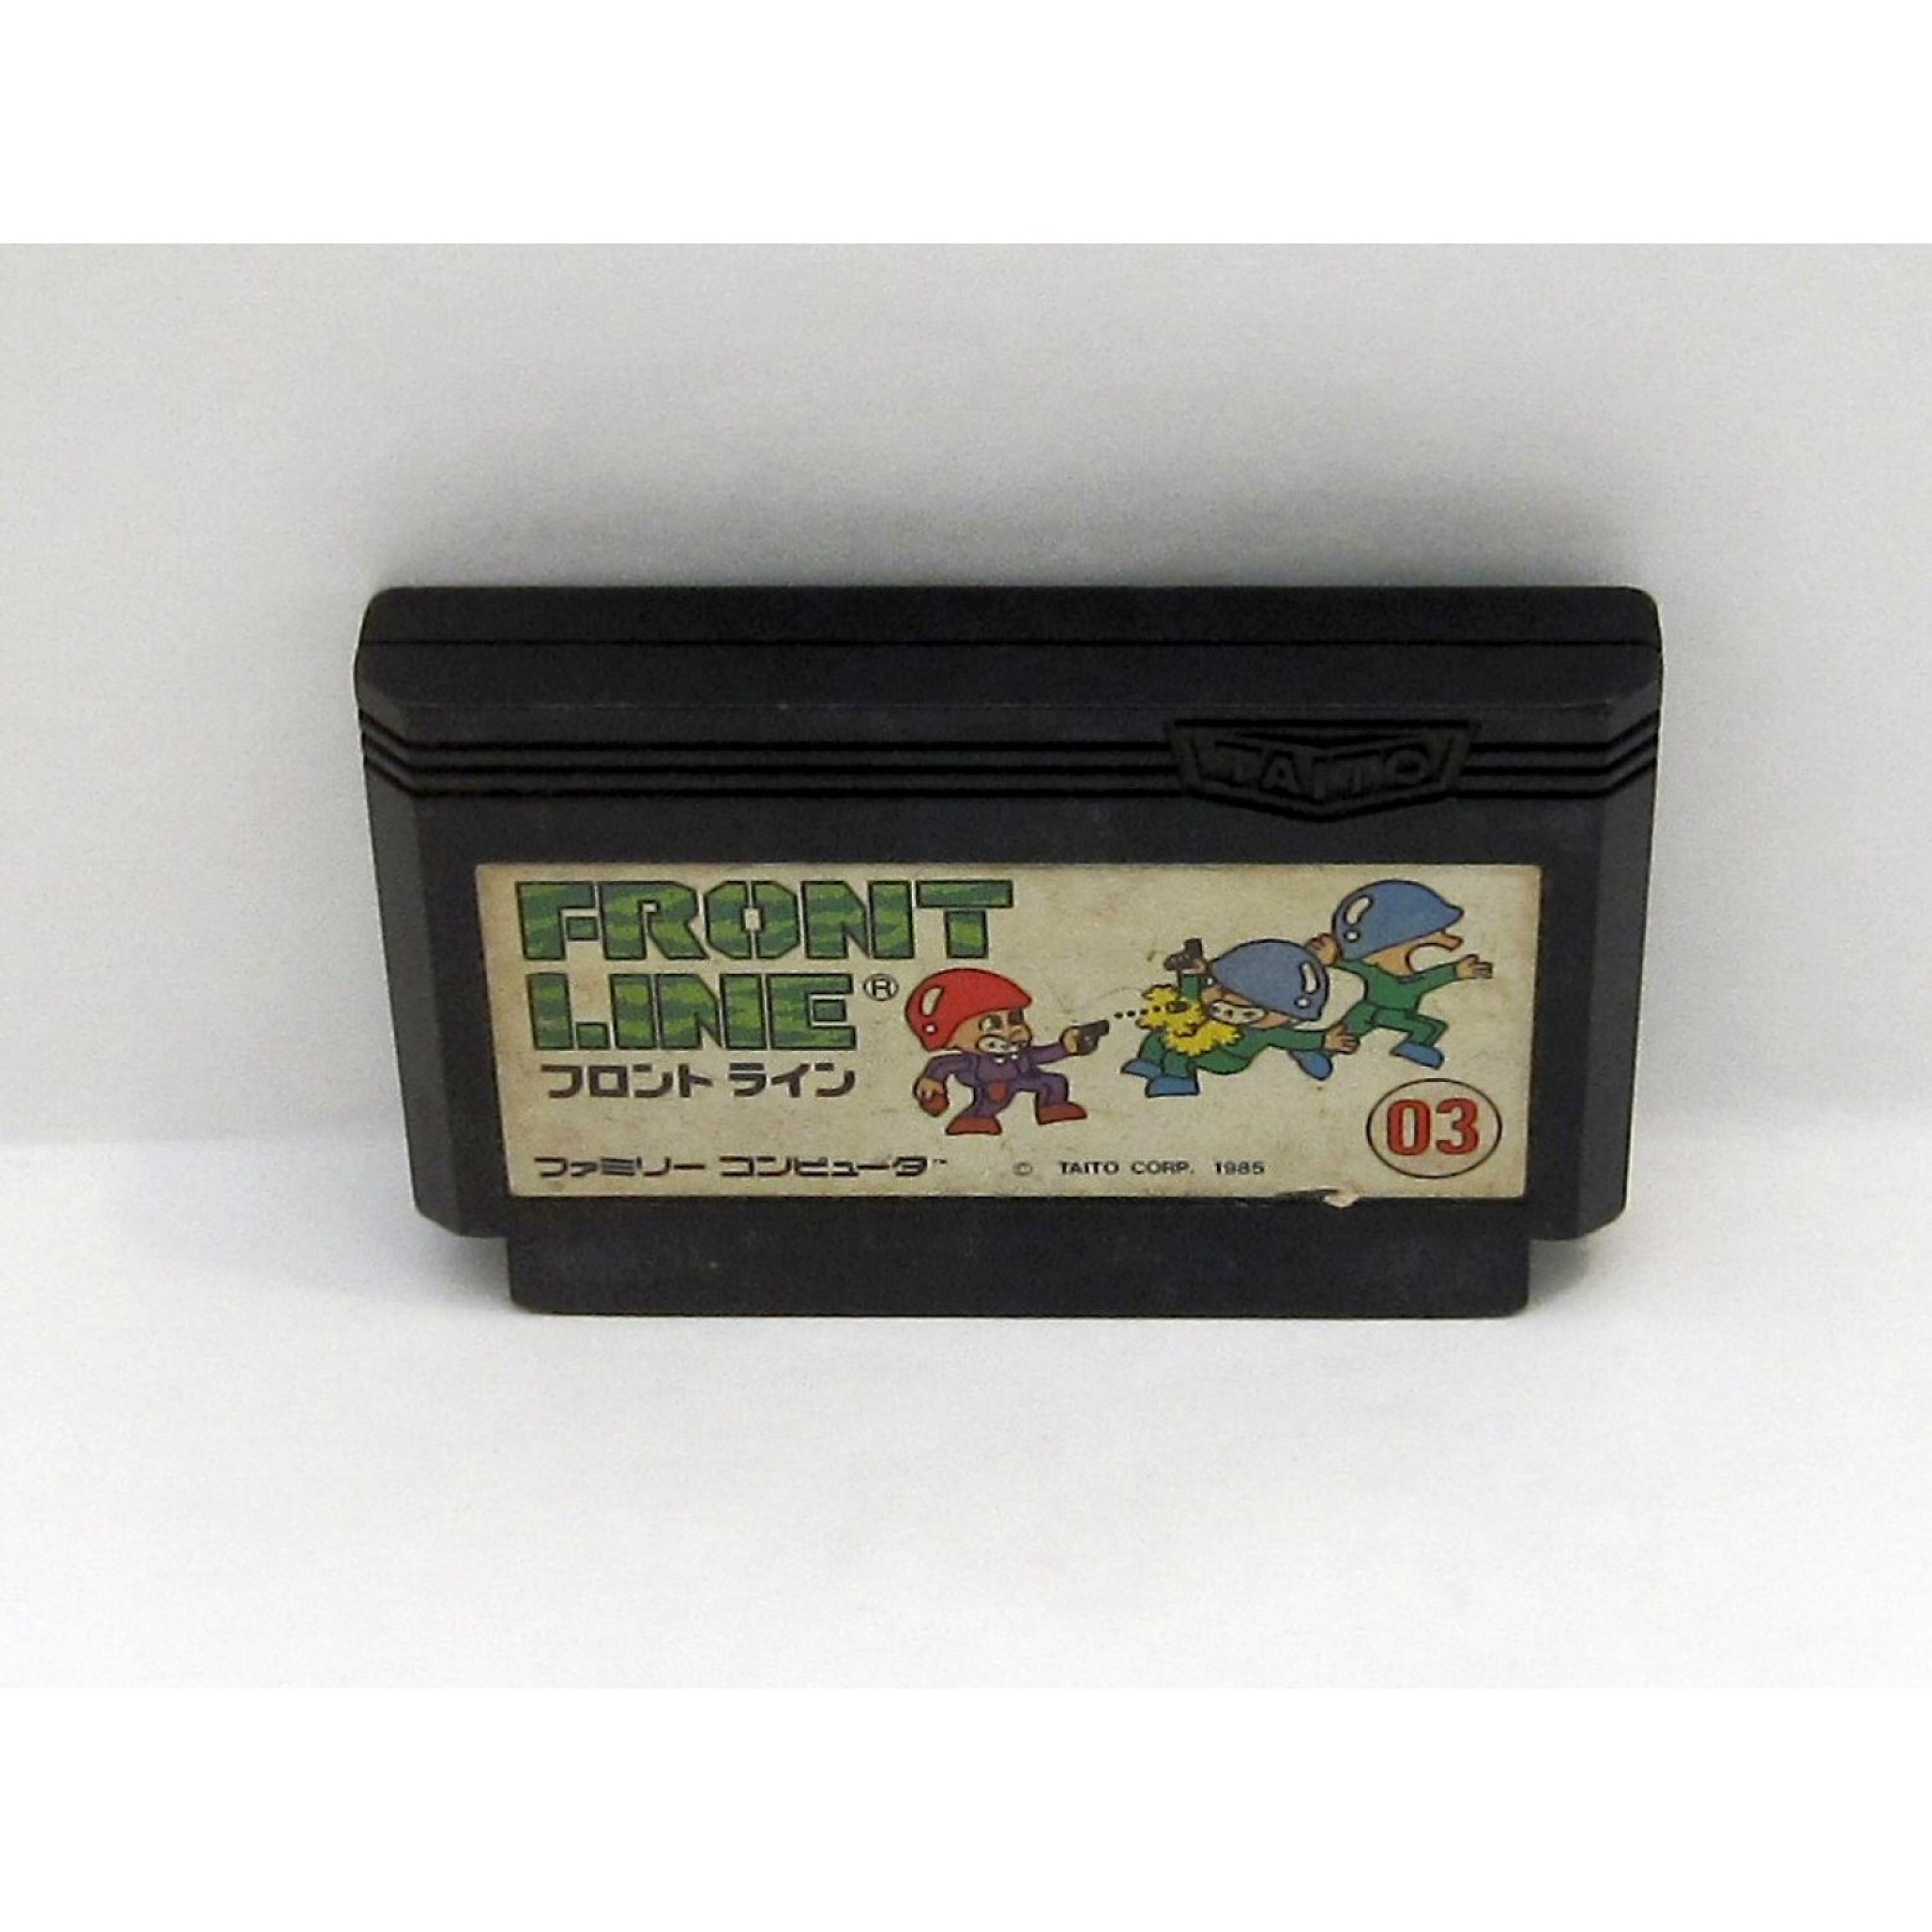 TAITO
FRONT
LINE®
フロント ライン
ファミリー コンピュータ™
© TAITO CORP. 1985
03